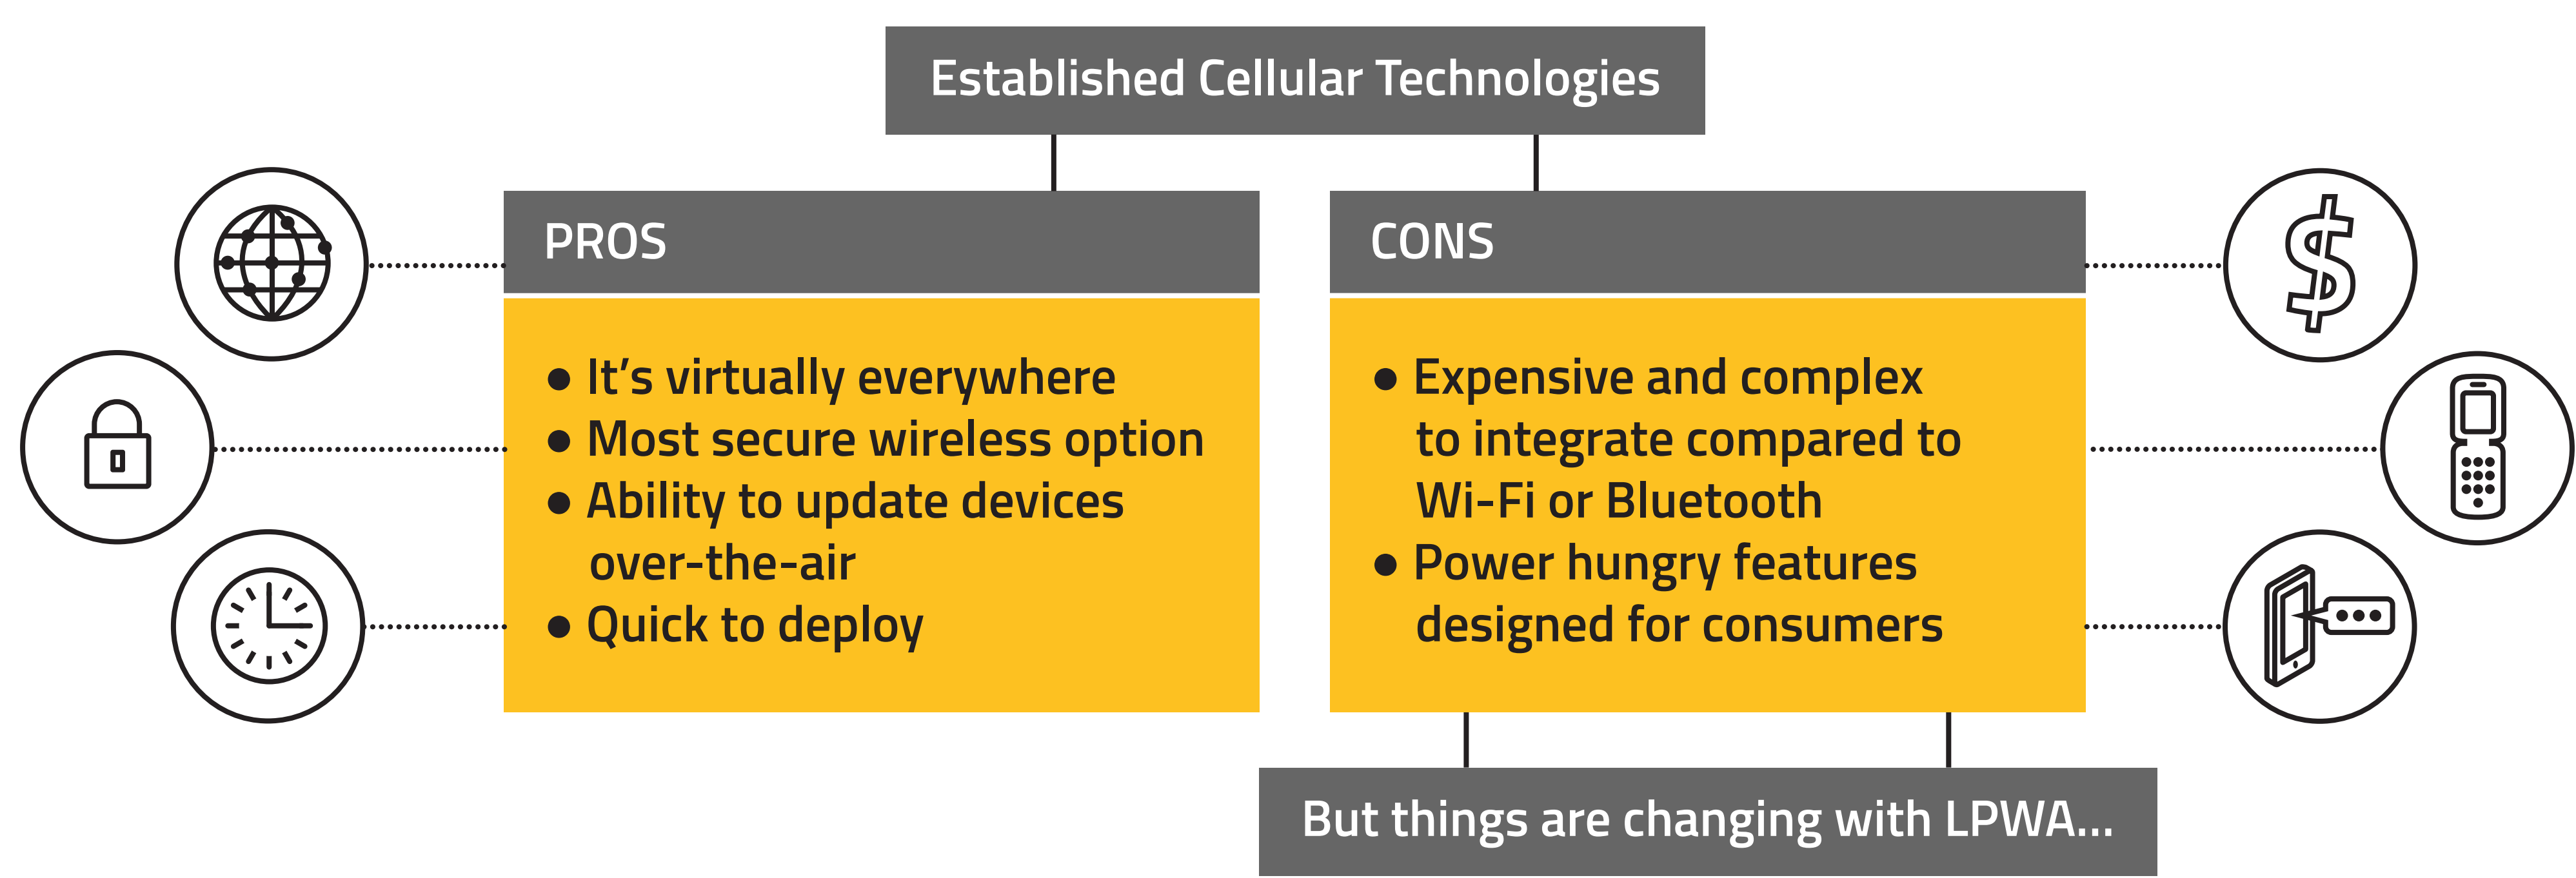 Established Cellular Technologies
PROS
● It’s virtually everywhere
● Most secure wireless option
● Ability to update devices
over-the-air
● Quick to deploy
CONS
● Expensive and complex
to integrate compared to
Wi-Fi or Bluetooth
● Power hungry features
designed for consumers
But things are changing with LPWA...